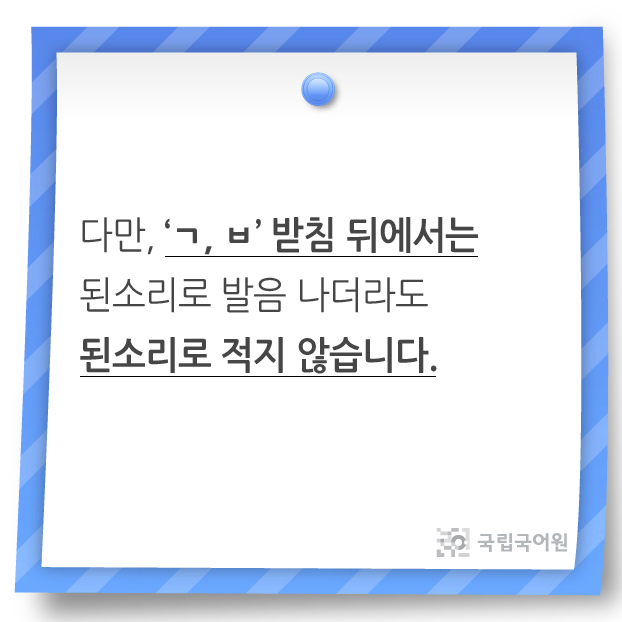 다만, ‘ㄱ, ㅂ’ 받침 뒤에서는
된소리로 발음 나더라도
된소리로 적지 않습니다.
국립국어원